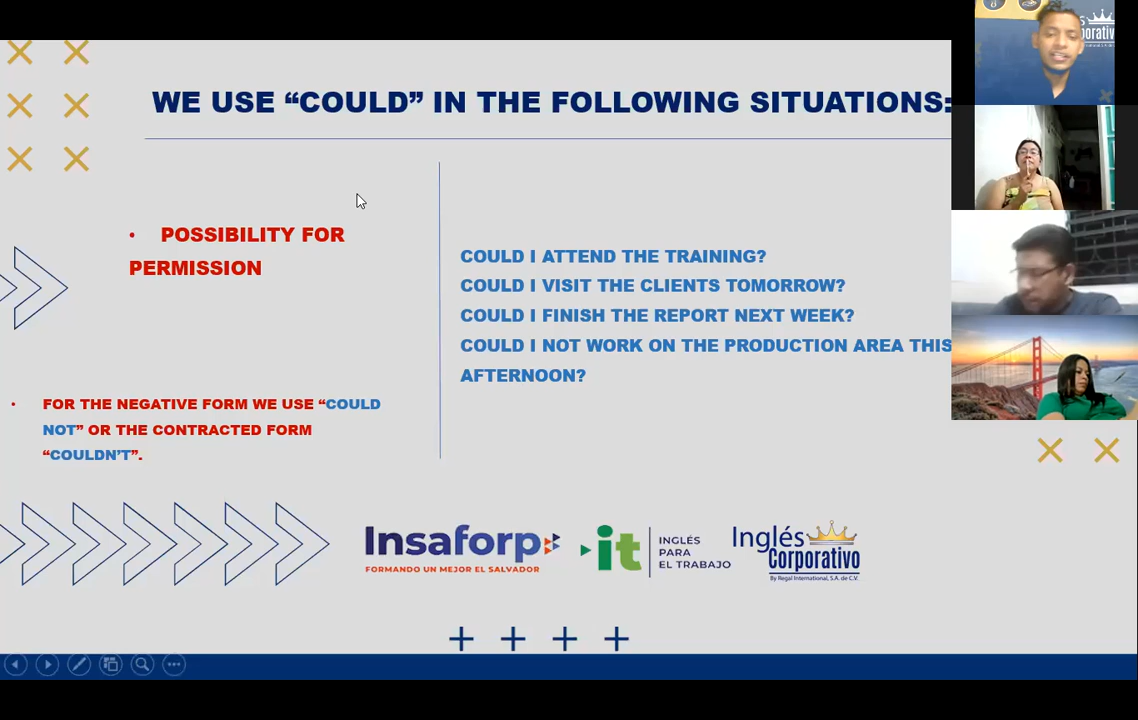 WE USE “COULD” IN THE FOLLOWING SITUATIONS:
• POSSIBILITY FOR
PERMISSION
• FOR THE NEGATIVE FORM WE USE “COULD
NOT” OR THE CONTRACTED FORM
“COULDN’T”.
COULD I ATTEND THE TRAINING?
COULD I VISIT THE CLIENTS TOMORROW?
COULD I FINISH THE REPORT NEXT WEEK?
COULD I NOT WORK ON THE PRODUCTION AREA THIS
AFTERNOON?
Insaforp
FORMANDO UN MEJOR EL SALVADOR
it
INGLÉS
PARA
EL TRABAJO
Inglés
Corporativo
By Regal International, S.A. de C.V.